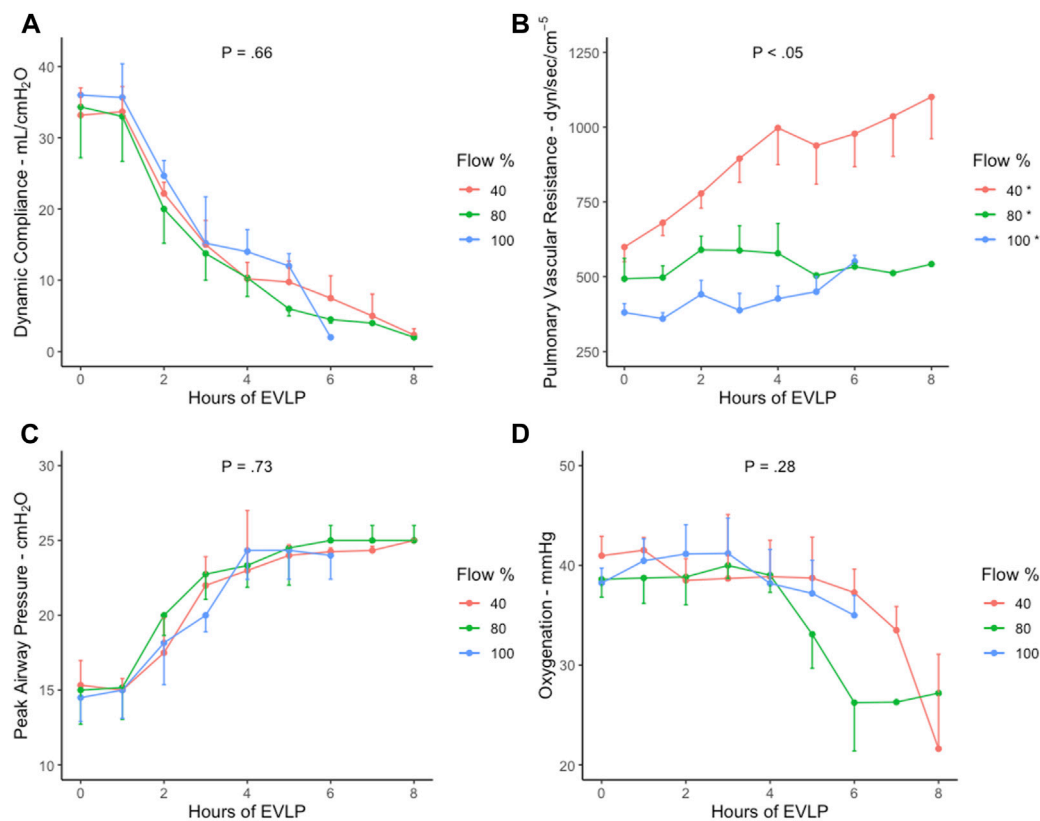 A
P = .66
Dynamic Compliance - mL/cmH₂O
40
30
20
10
0
0 2 4 6 8
Hours of EVLP
Flow %
40
80
100
B
P < .05
Pulmonary Vascular Resistance - dyn/sec/cm⁻⁵
1250
1000
750
500
250
0 2 4 6 8
Hours of EVLP
Flow %
40 *
80 *
100 *
C
P = .73
Peak Airway Pressure - cmH₂O
30
25
20
15
10
0 2 4 6 8
Hours of EVLP
Flow %
40
80
100
D
P = .28
Oxygenation - mmHg
50
40
30
20
0 2 4 6 8
Hours of EVLP
Flow %
40
80
100